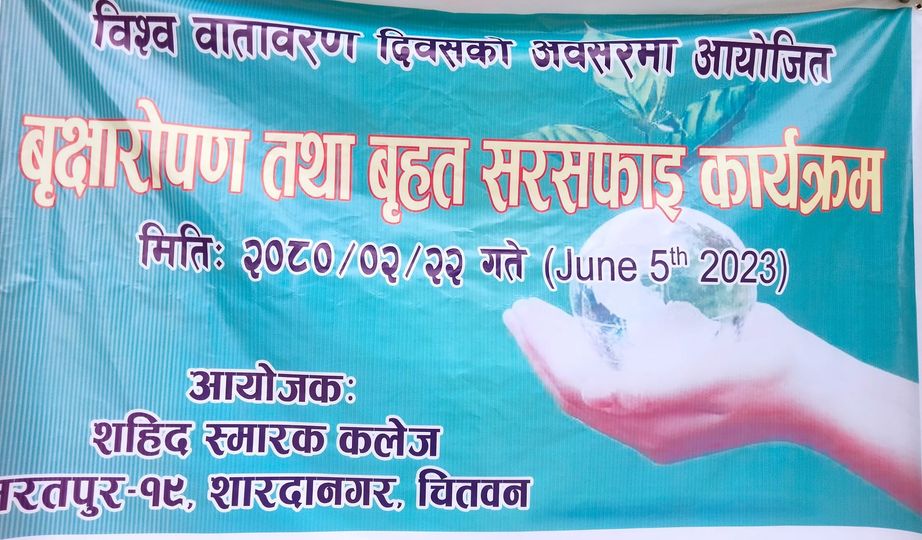 विश्व वातावरण दिवसको अवसरमा आयोजित
बृक्षारोपण तथा बृहत सरसफाइ कार्यक्रम
मितिः २०८०/०२/२२ गते (June 5th 2023)
आयोजकः
शहिद स्मारक कलेज
भरतपुर-१९, शारदानगर, चितवन